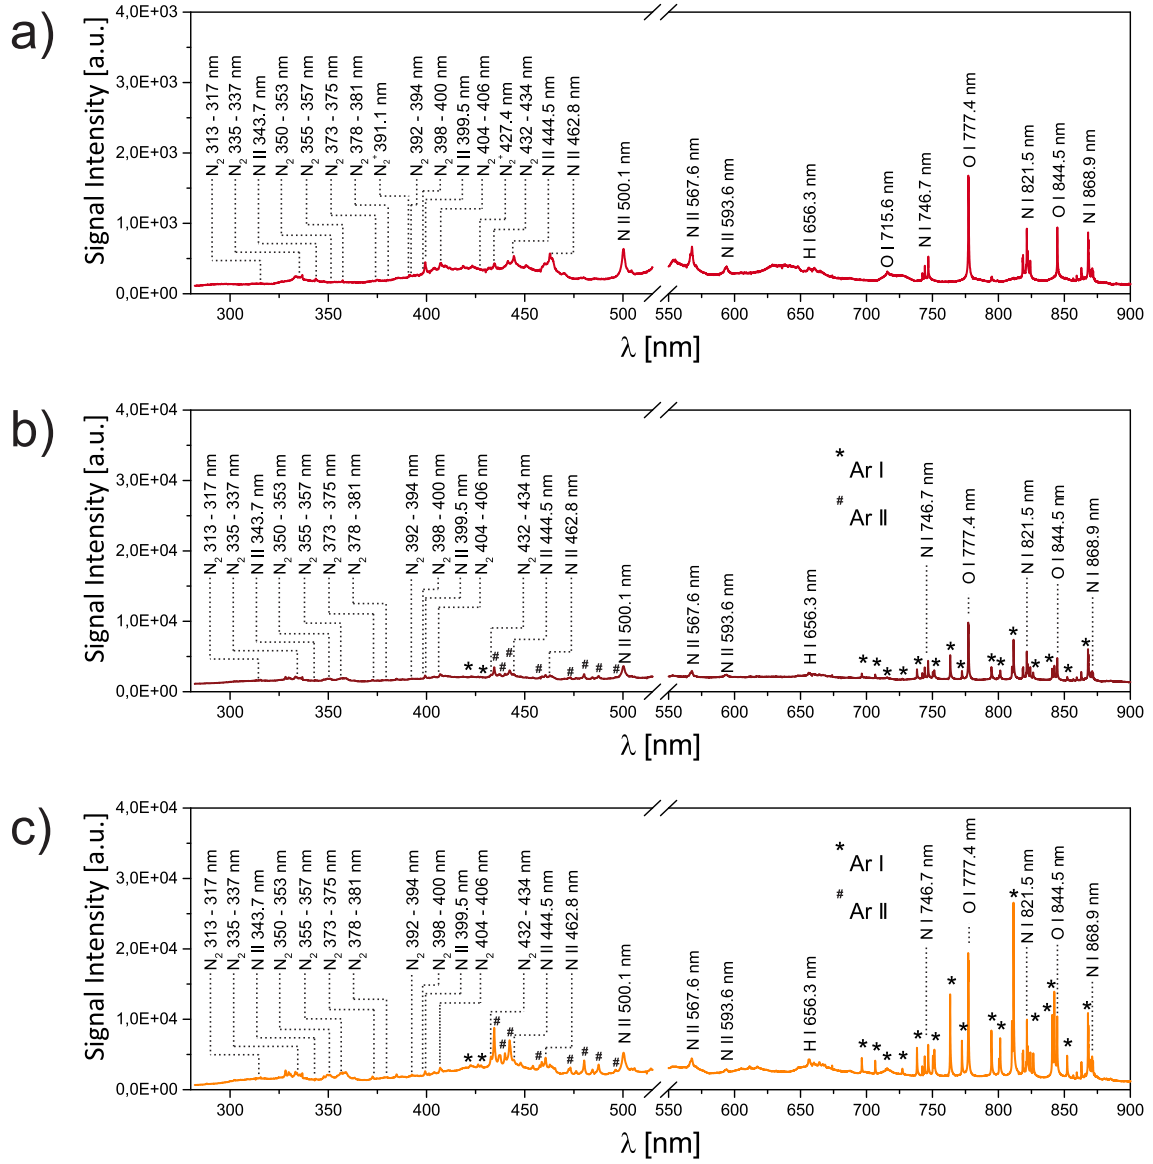 a)
Signal Intensity [a.u.]
4,0E+03
3,0E+03
2,0E+03
1,0E+03
0,0E+00
N2 313 - 317 nm
N2 335 - 337 nm
N II 343.7 nm
N2 350 - 353 nm
N2 355 - 357 nm
N2 373 - 375 nm
N2 378 - 381 nm
N2+ 391.1 nm
N2 392 - 394 nm
N2 398 - 400 nm
N II 399.5 nm
N2 404 - 406 nm
N2+ 427.4 nm
N2 432 - 434 nm
N II 444.5 nm
N II 462.8 nm
N II 500.1 nm
N II 567.6 nm
N II 593.6 nm
H I 656.3 nm
O I 715.6 nm
N I 746.7 nm
O I 777.4 nm
N I 821.5 nm
O I 844.5 nm
N I 868.9 nm
300 350 400 450 500 550 600 650 700 750 800 850 900
λ [nm]
b)
Signal Intensity [a.u.]
4,0E+04
3,0E+04
2,0E+04
1,0E+04
0,0E+00
N2 313 - 317 nm
N2 335 - 337 nm
N II 343.7 nm
N2 350 - 353 nm
N2 355 - 357 nm
N2 373 - 375 nm
N2 378 - 381 nm
N2 392 - 394 nm
N2 398 - 400 nm
N II 399.5 nm
N2 404 - 406 nm
N2 432 - 434 nm
N II 444.5 nm
N II 462.8 nm
N II 500.1 nm
N II 567.6 nm
N II 593.6 nm
H I 656.3 nm
* Ar I
# Ar II
N I 746.7 nm
O I 777.4 nm
N I 821.5 nm
O I 844.5 nm
N I 868.9 nm
* * # # # # # # # #
* * * * * * * * * * * * * * *
300 350 400 450 500 550 600 650 700 750 800 850 900
λ [nm]
c)
Signal Intensity [a.u.]
4,0E+04
3,0E+04
2,0E+04
1,0E+04
0,0E+00
N2 313 - 317 nm
N2 335 - 337 nm
N II 343.7 nm
N2 350 - 353 nm
N2 355 - 357 nm
N2 373 - 375 nm
N2 378 - 381 nm
N2 392 - 394 nm
N2 398 - 400 nm
N II 399.5 nm
N2 404 - 406 nm
N2 432 - 434 nm
N II 444.5 nm
N II 462.8 nm
N II 500.1 nm
N II 567.6 nm
N II 593.6 nm
H I 656.3 nm
* Ar I
# Ar II
N I 746.7 nm
O I 777.4 nm
N I 821.5 nm
O I 844.5 nm
N I 868.9 nm
* * # # # # # # # #
* * * * * * * * * * * * * * * *
300 350 400 450 500 550 600 650 700 750 800 850 900
λ [nm]